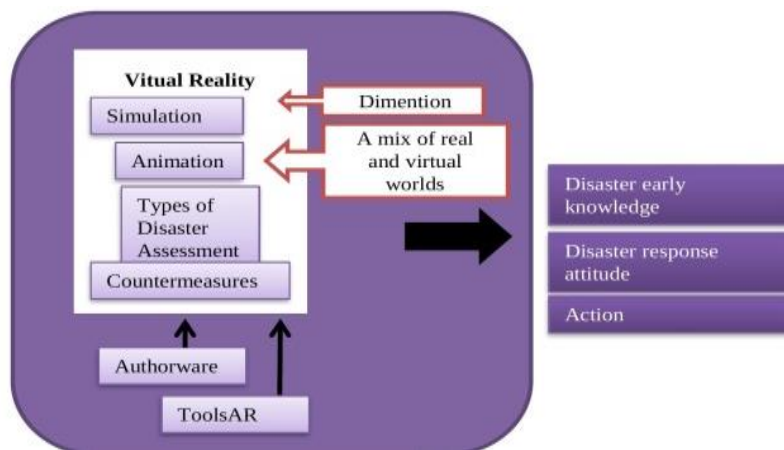 Vitual Reality
Simulation
Animation
Types of
Disaster
Assessment
Countermeasures
Dimention
A mix of real
and virtual
worlds
Authorware
ToolsAR
Disaster early
knowledge
Disaster response
attitude
Action